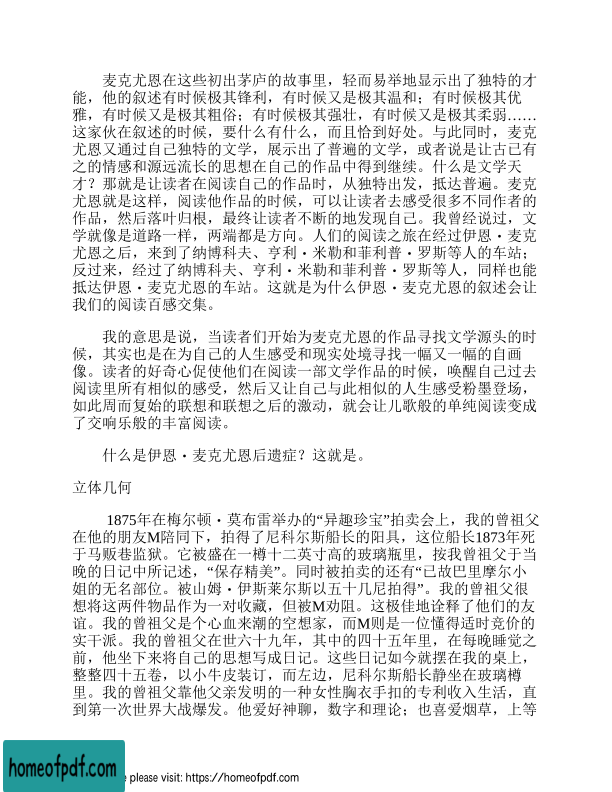 麦克尤恩在这些初出茅庐的故事里，轻而易举地显示出了独特的才
能，他的叙述有时候极其锋利，有时候又是极其温和；有时候极其优
雅，有时候又是极其粗俗；有时候极其强壮，有时候又是极其柔弱……
这家伙在叙述的时候，要什么有什么，而且恰到好处。与此同时，麦克
尤恩又通过自己独特的文学，展示出了普遍的文学，或者说是让古已有
之的情感和源远流长的思想在自己的作品中得到继续。什么是文学天
才？那就是让读者在阅读自己的作品时，从独特出发，抵达普遍。麦克
尤恩就是这样，阅读他作品的时候，可以让读者去感受很多不同作者的
作品，然后落叶归根，最终让读者不断的地发现自己。我曾经说过，文
学就像是道路一样，两端都是方向。人们的阅读之旅在经过伊恩・麦克
尤恩之后，来到了纳博科夫、亨利・米勒和菲利普・罗斯等人的车站；
反过来，经过了纳博科夫、亨利・米勒和菲利普・罗斯等人，同样也能
抵达伊恩・麦克尤恩的车站。这就是为什么伊恩・麦克尤恩的叙述会让
我们的阅读百感交集。
我的意思是说，当读者们开始为麦克尤恩的作品寻找文学源头的时
候，其实也是在为自己的人生感受和现实处境寻找一幅又一幅的自画
像。读者的好奇心促使他们在阅读一部文学作品的时候，唤醒自己过去
阅读里所有相似的感受，然后又让自己与此相似的人生感受粉墨登场，
如此周而复始的联想和联想之后的激动，就会让儿歌般的单纯阅读变成
了交响乐般的丰富阅读。
什么是伊恩・麦克尤恩后遗症？这就是。
立体几何
1875年在梅尔顿・莫布雷举办的“异趣珍宝”拍卖会上，我的曾祖父
在他的朋友M陪同下，拍得了尼科尔斯船长的阳具，这位船长1873年死
于马贩巷监狱。它被盛在一樽十二英寸高的玻璃瓶里，按我曾祖父于当
晚的日记中所记述，“保存精美”。同时被拍卖的还有“已故巴里摩尔小
姐的无名部位。被山姆・伊斯莱尔斯以五十几尼拍得”。我的曾祖父很
想将这两件物品作为一对收藏，但被M劝阻。这极佳地诠释了他们的友
谊。我的曾祖父是个心血来潮的空想家，而M则是一位懂得适时竞价的
实干派。我的曾祖父在世六十九年，其中的四十五年里，在每晚睡觉之
前，他坐下来将自己的思想写成日记。这些日记如今就摆在我的桌上，
整整四十五卷，以小牛皮装订，而左边，尼科尔斯船长静坐在玻璃樽
里。我的曾祖父靠他父亲发明的一种女性胸衣手扣的专利收入生活，直
到第一次世界大战爆发。他爱好神聊，数字和理论；也喜爱烟草，上等
homeofpdf.com
e please visit: https://homeofpdf.com